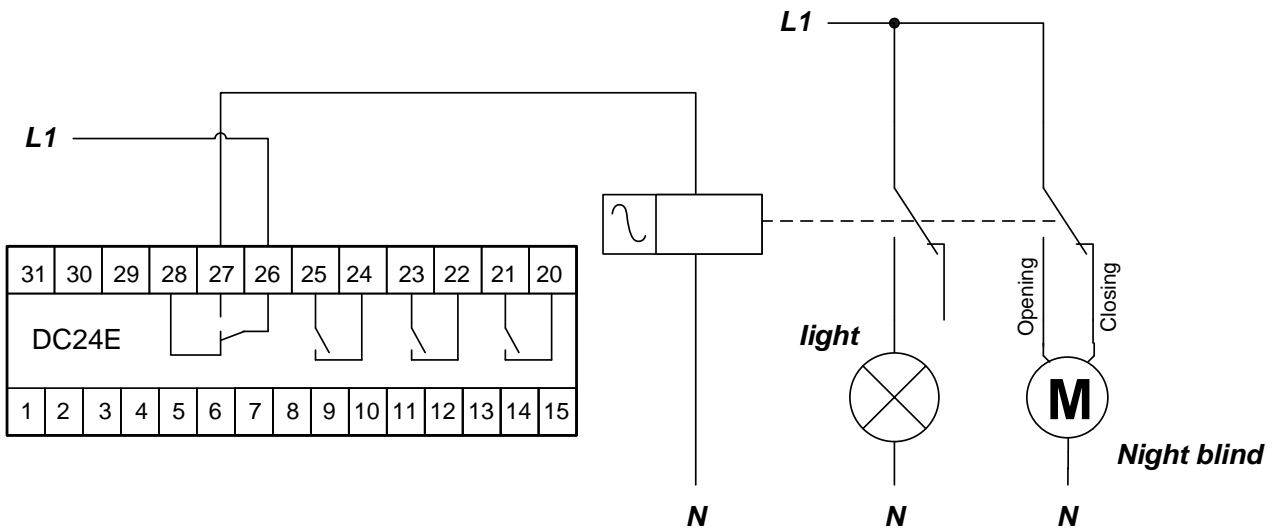 L1
L1
31 30 29 28 27 26 25 24 23 22 21 20
DC24E
1 2 3 4 5 6 7 8 9 10 11 12 13 14 15
Opening
Closing
light
M
Night blind
N
N
N